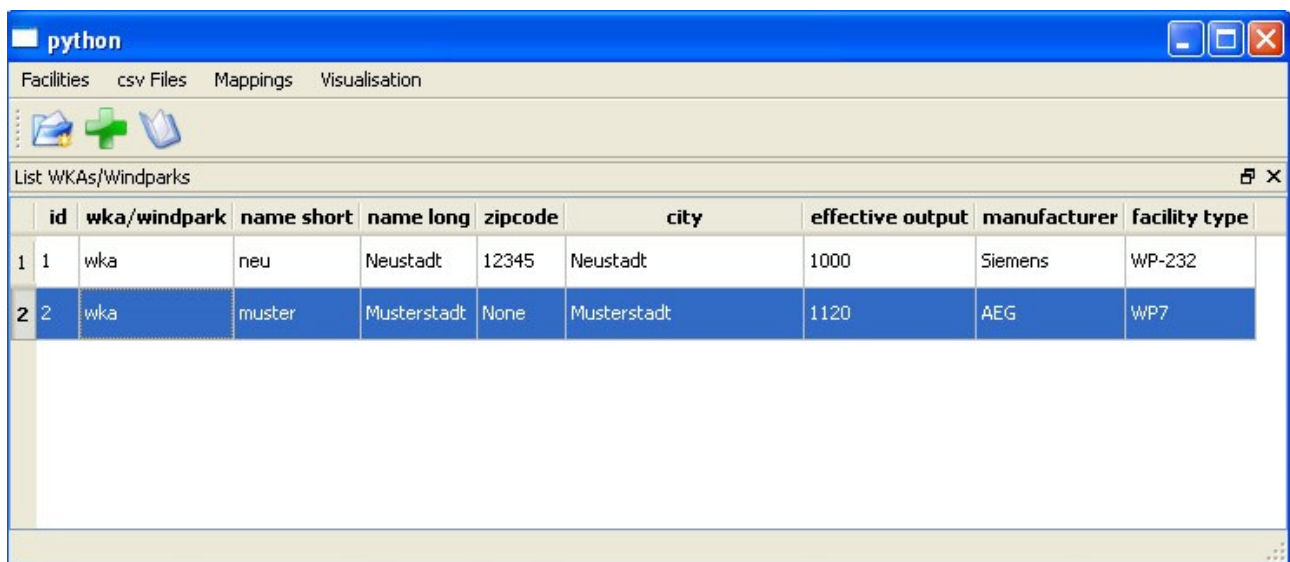 python
Facilities csv Files Mappings Visualisation
List WKAs/Windparks
id wka/windpark name short name long zipcode city effective output manufacturer facility type
1 1 wka neu Neustadt 12345 Neustadt 1000 Siemens WP-232
2 2 wka muster Musterstadt None Musterstadt 1120 AEG WP7